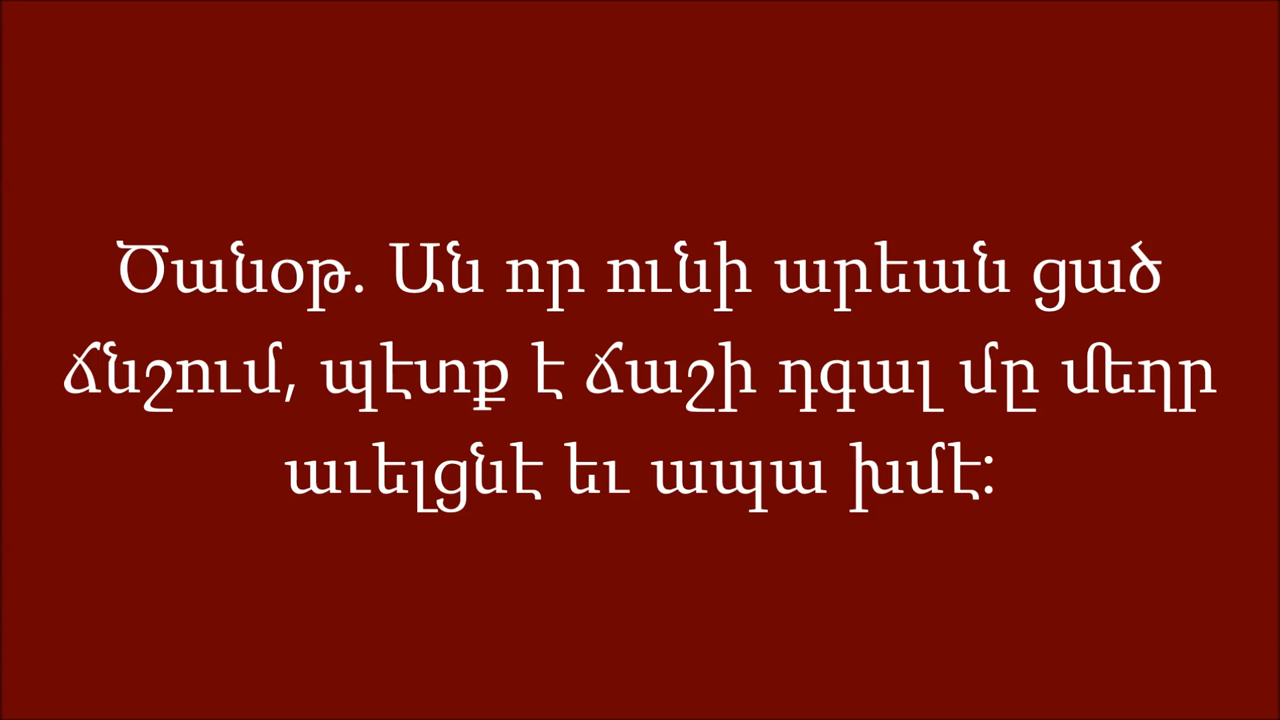 Ծանօթ. Ան որ ունի արեան ցած
ճնշում, պէտք է ճաշի դգալ մը մեղր
աւելցնէ եւ ապա խմէ: